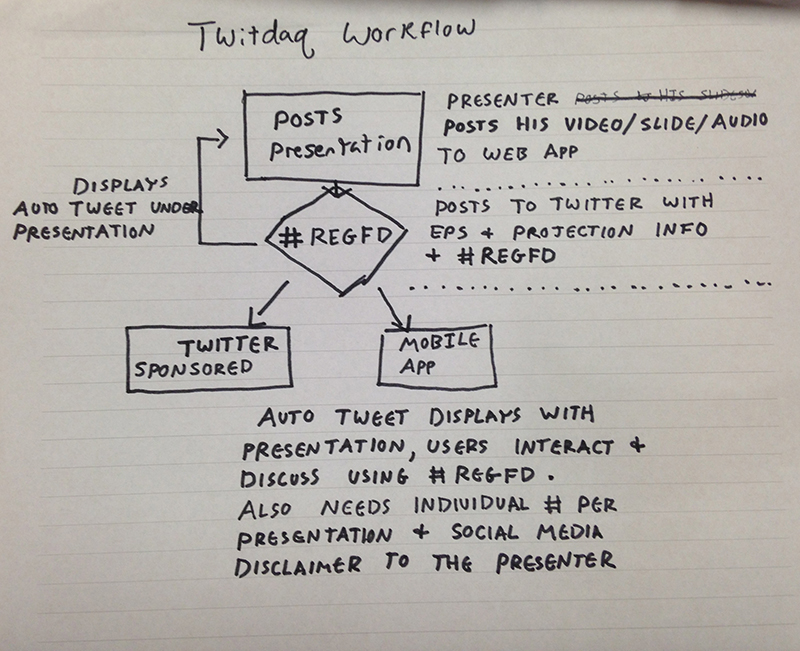 Twitdaq Workflow
POSTS
Presentation
PRESENTER POSTS TO HIS SLIDES
POSTS HIS VIDEO/SLIDE/AUDIO
TO WEB APP
DISPLAYS
AUTO TWEET UNDER
PRESENTATION
#REGFD
POSTS TO TWITTER WITH
EPS + PROJECTION INFO
+ #REGFD
TWITTER
SPONSORED
MOBILE
APP
AUTO TWEET DISPLAYS WITH
PRESENTATION, USERS INTERACT +
DISCUSS USING #REGFD.
ALSO NEEDS INDIVIDUAL # PER
PRESENTATION + SOCIAL MEDIA
DISCLAIMER TO THE PRESENTER